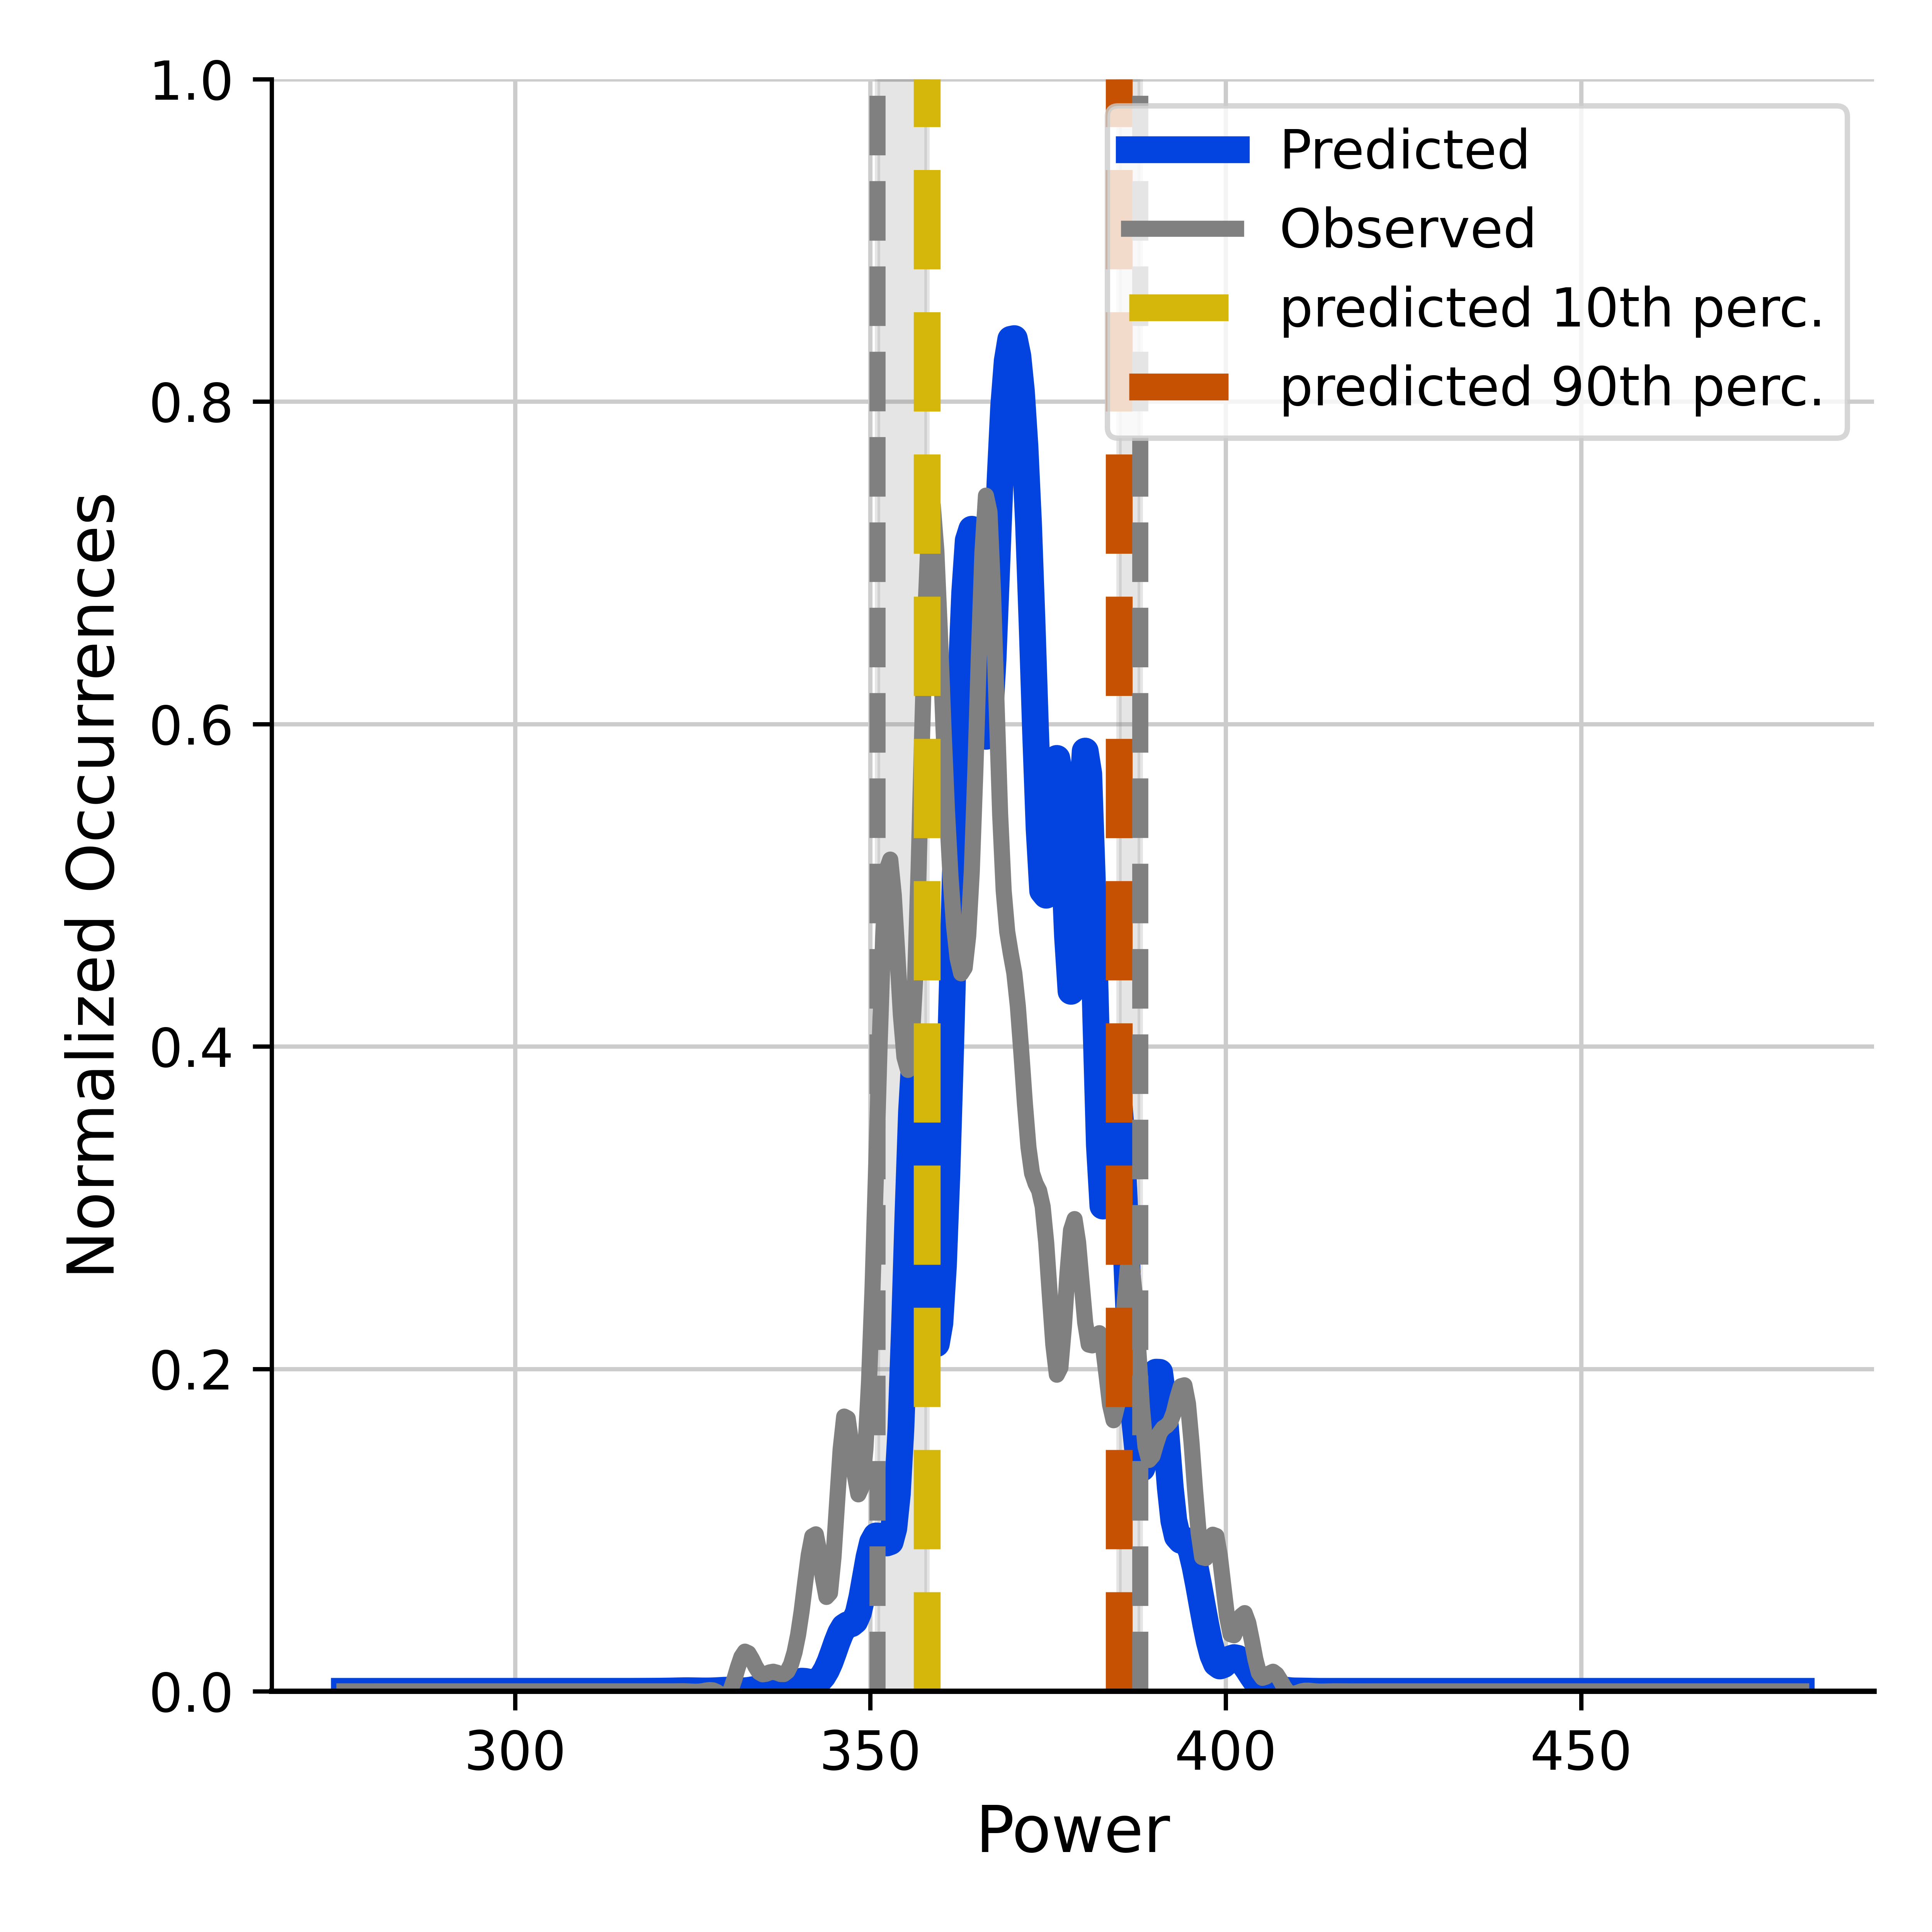 1.0
0.8
0.6
0.4
0.2
0.0
Normalized Occurrences
300
350
400
450
Power
Predicted
Observed
predicted 10th perc.
predicted 90th perc.